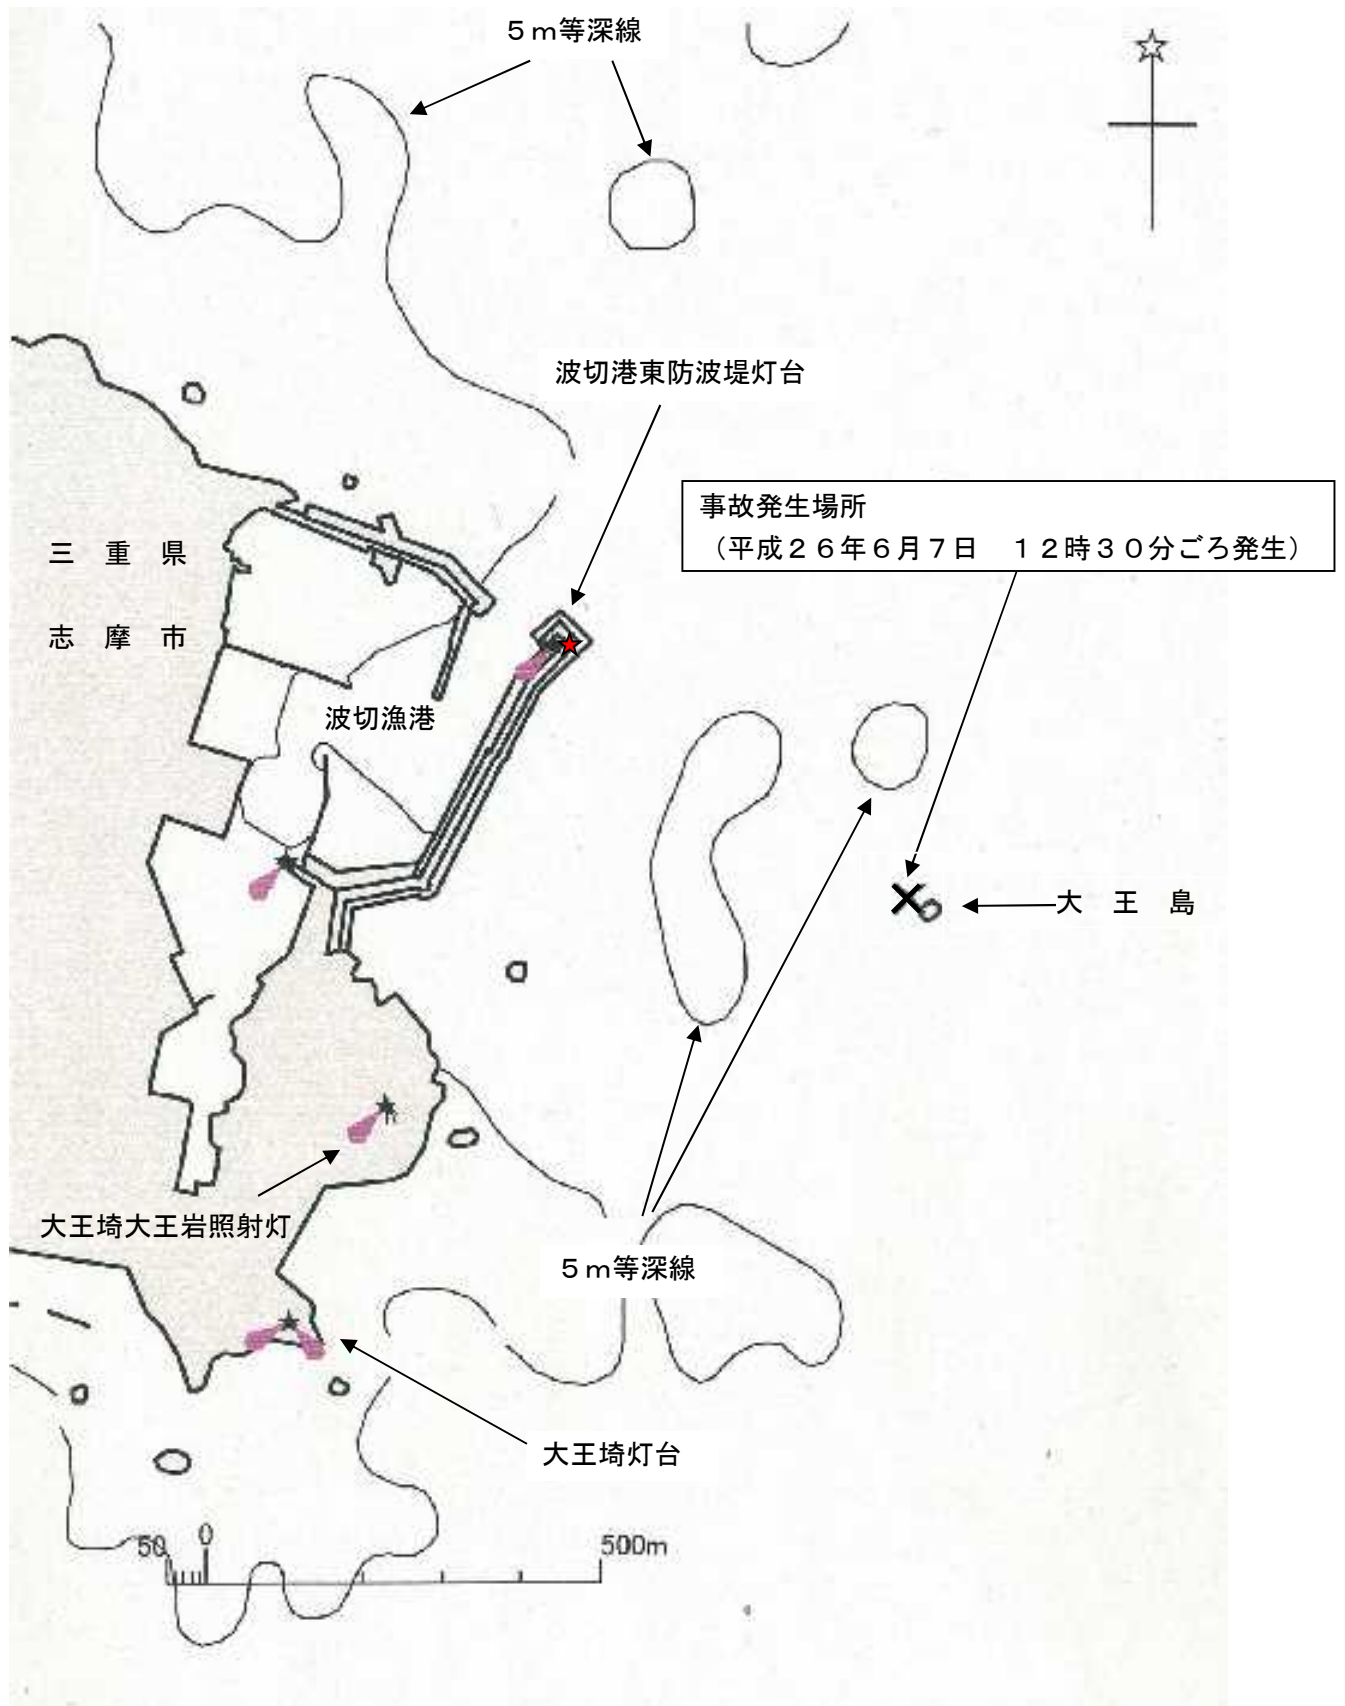 ５ｍ等深線
波切港東防波堤灯台
事故発生場所
（平成２６年６月７日　１２時３０分ごろ発生）
三　重　県
志　摩　市
波切漁港
大　王　島
大王埼大王岩照射灯
５ｍ等深線
大王埼灯台
50 0 500m